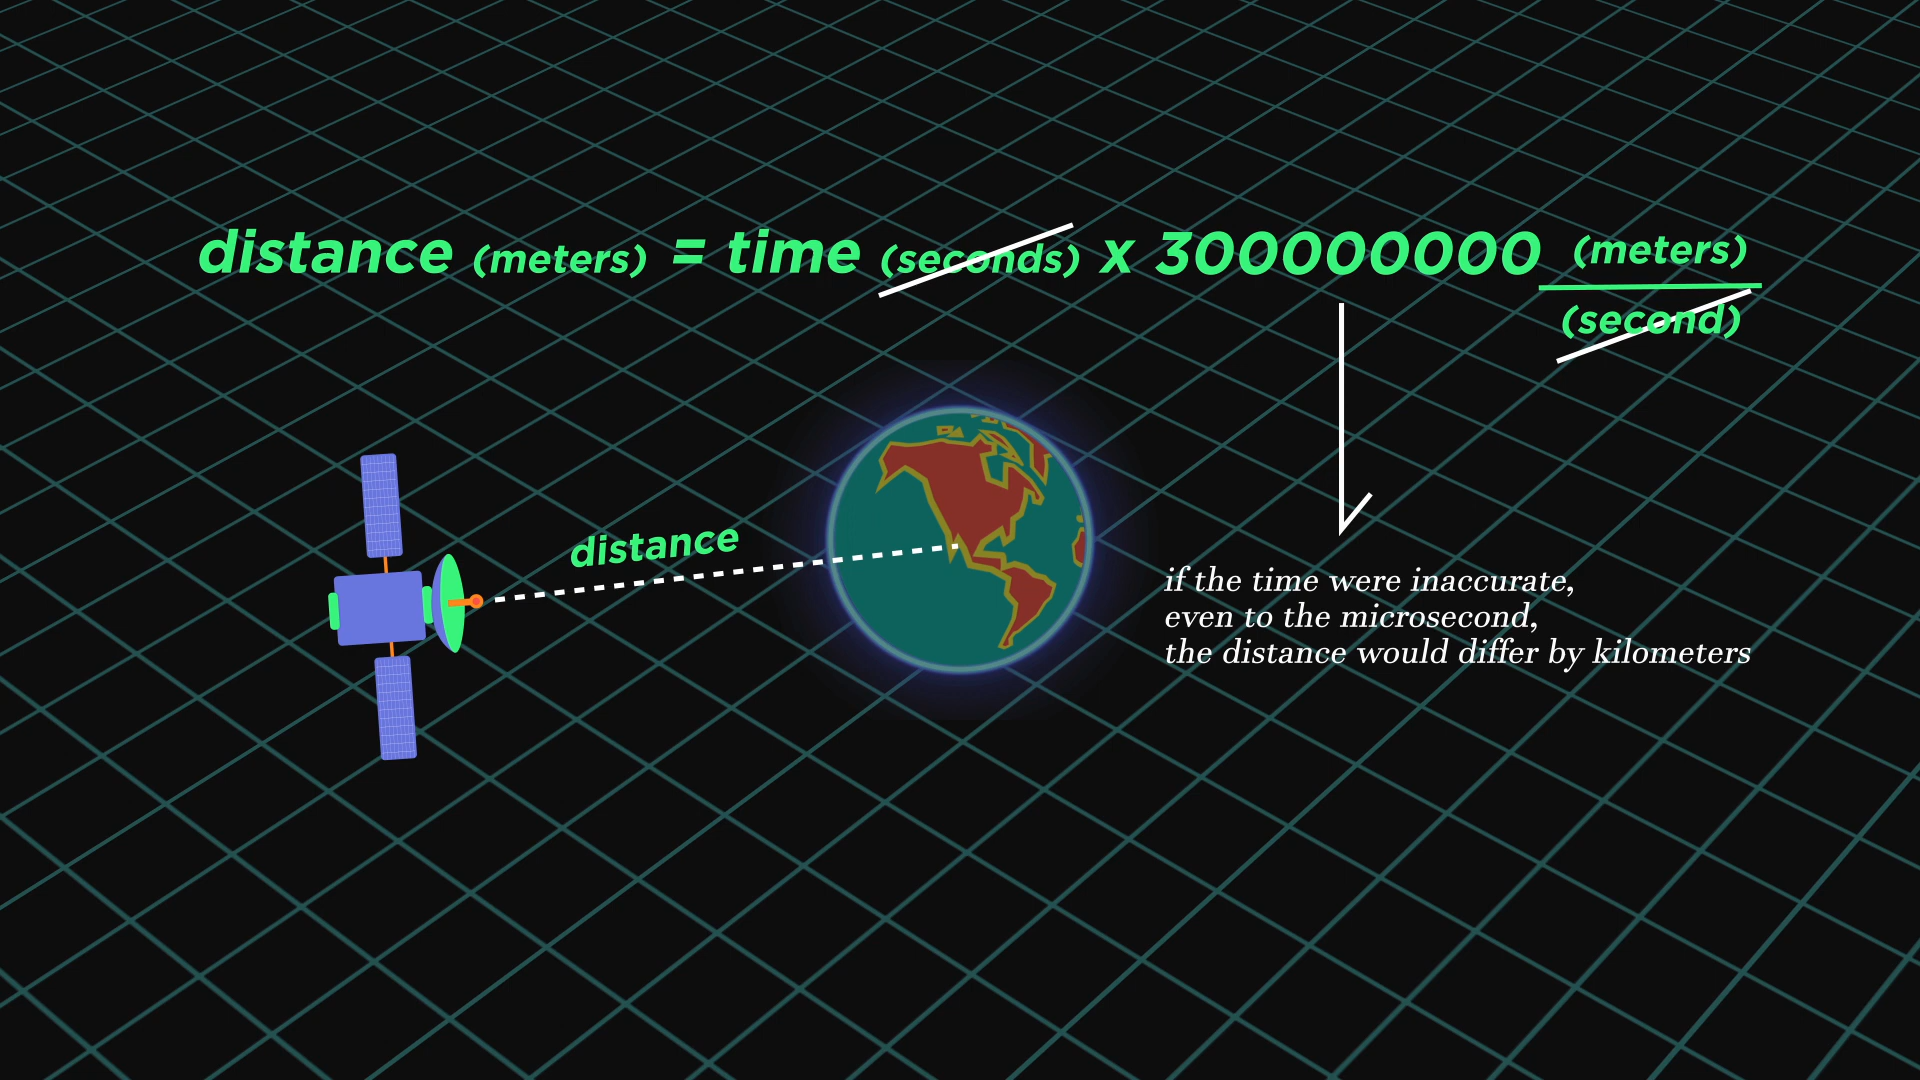 distance (meters) = time (seconds) x 300000000 (meters)
(second)
distance
if the time were inaccurate,
even to the microsecond,
the distance would differ by kilometers